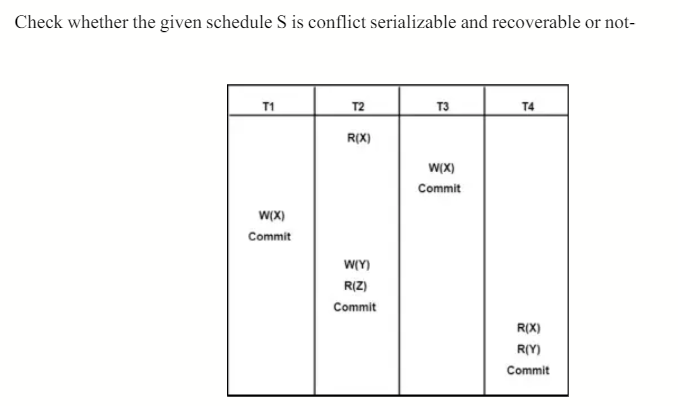 Check whether the given schedule S is conflict serializable and recoverable or not-
T1 T2 T3 T4
R(X)
W(X)
Commit
W(X)
Commit
W(Y)
R(Z)
Commit
R(X)
R(Y)
Commit